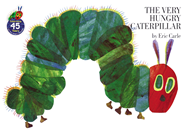 THE VERY
HUNGRY
CATERPILLAR
by Eric Carle
45